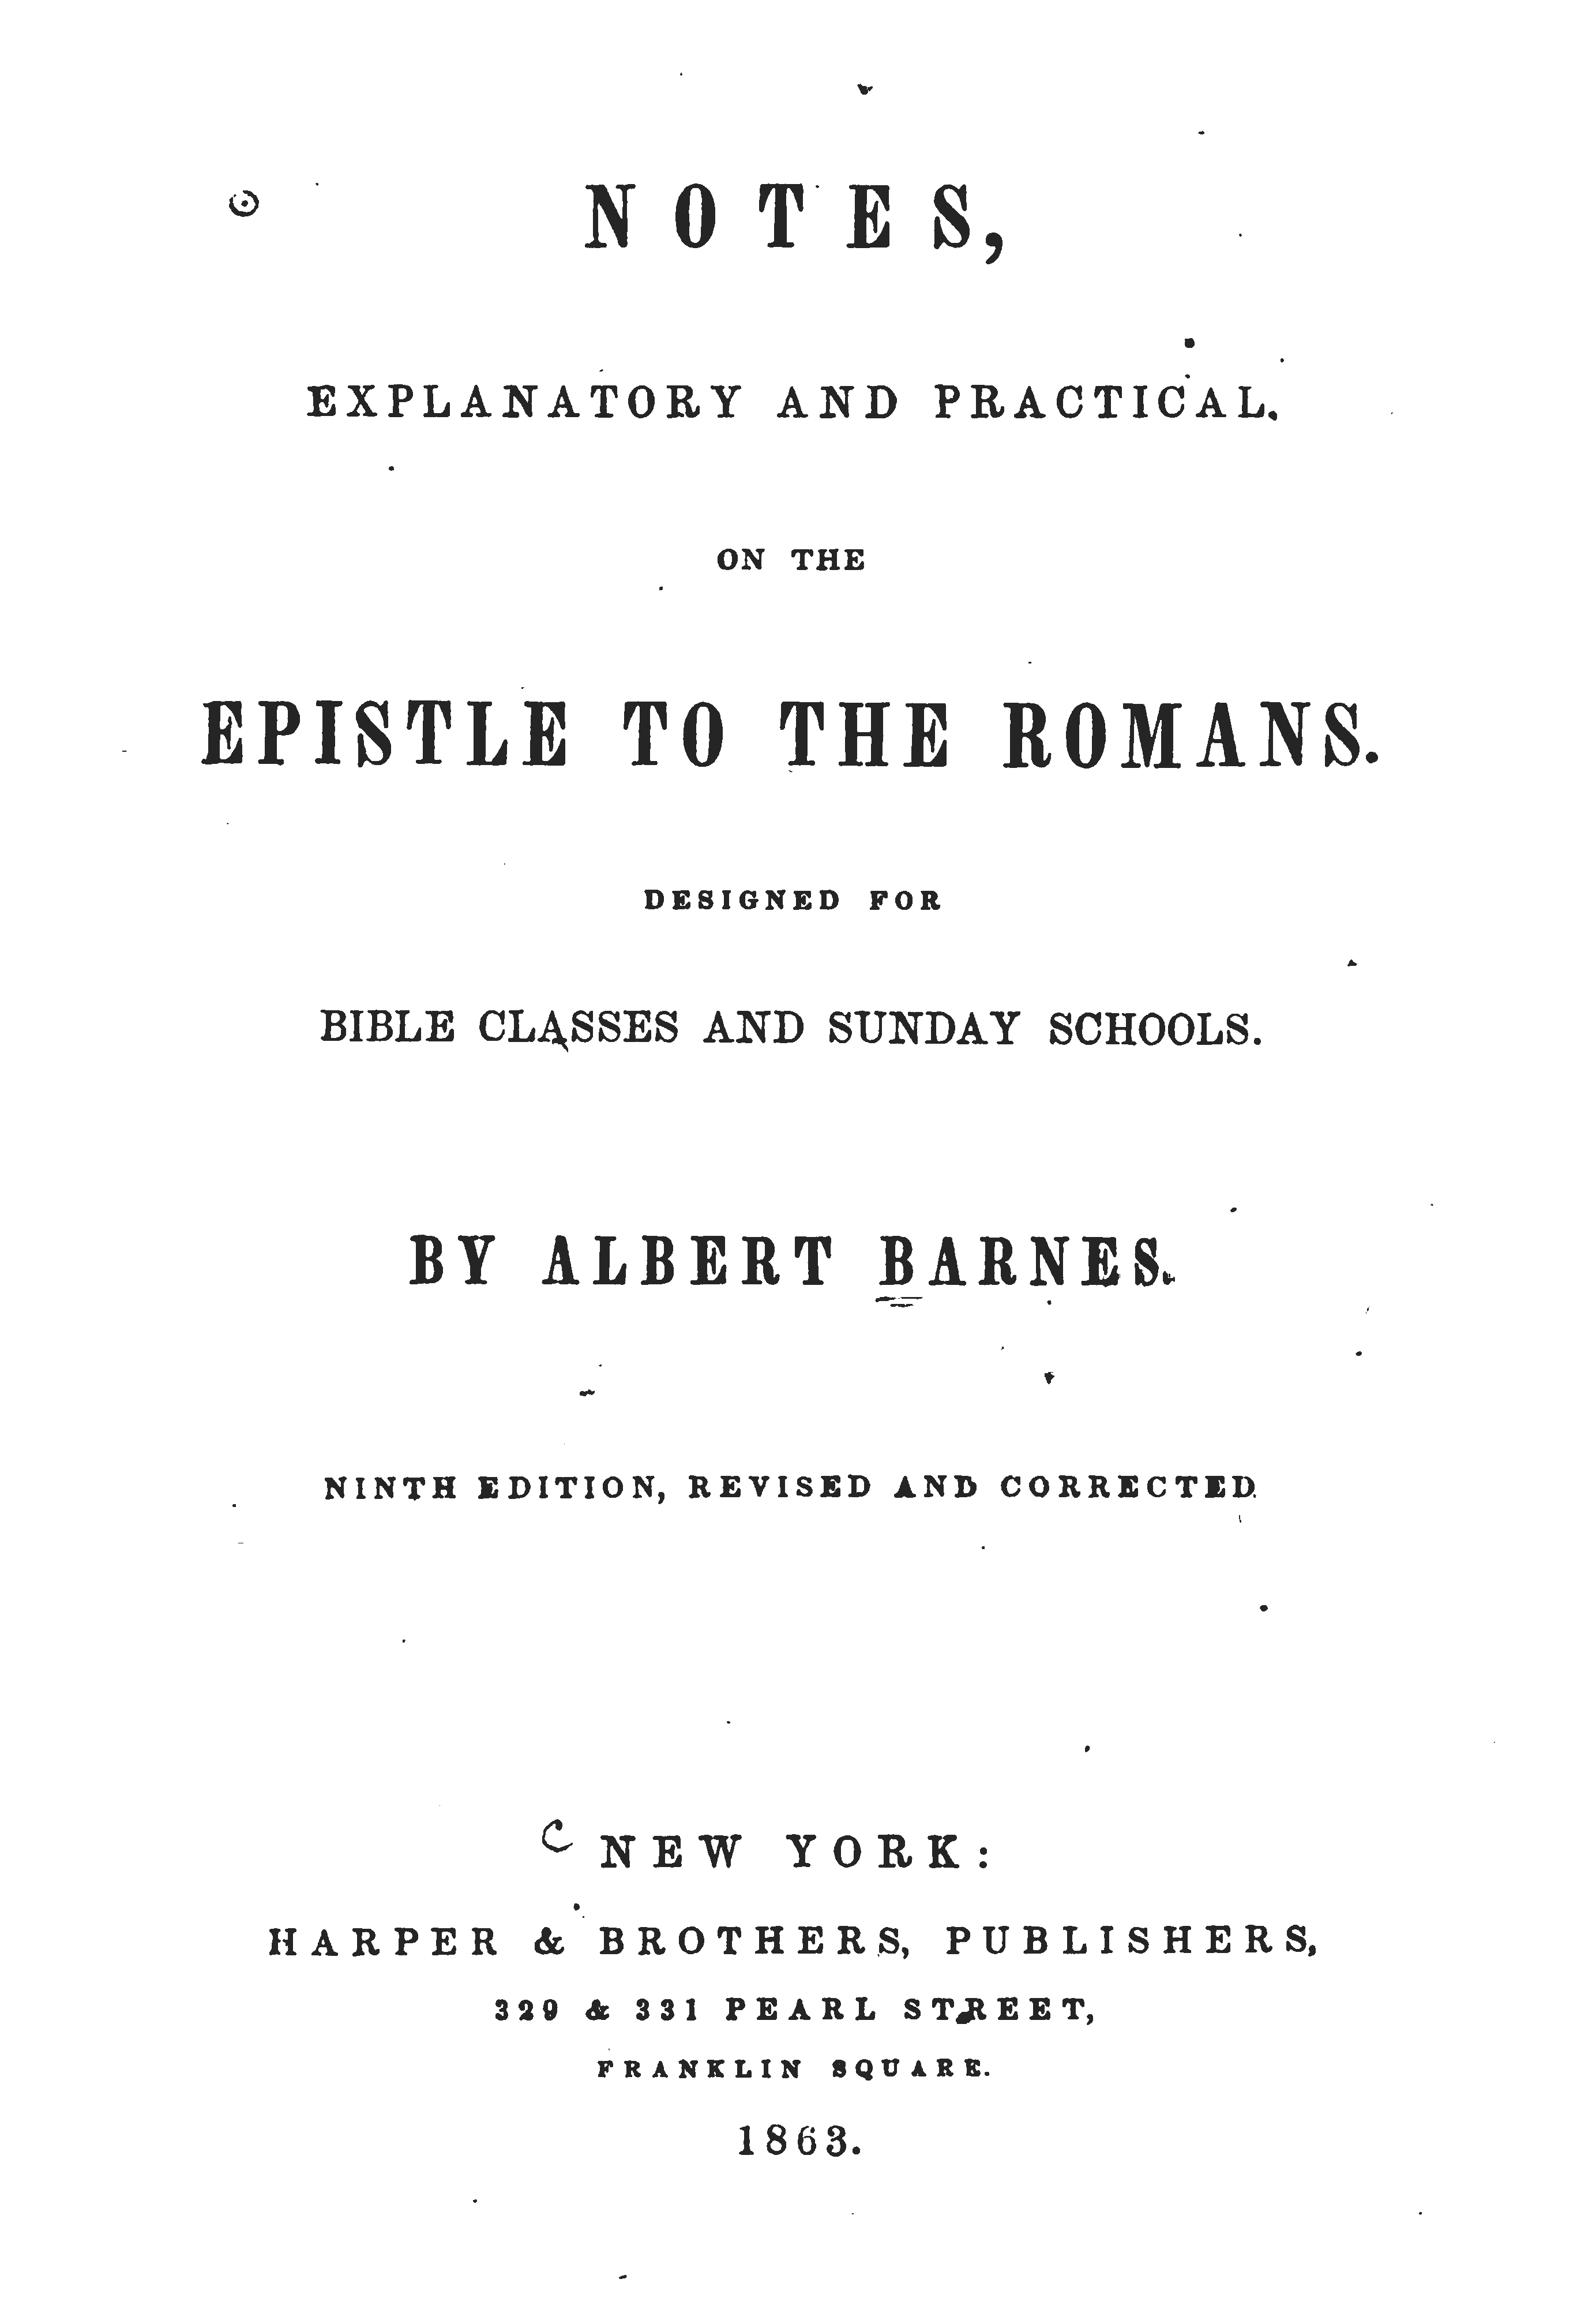 NOTES,
EXPLANATORY AND PRACTICAL.
ON THE
EPISTLE TO THE ROMANS.
DESIGNED FOR
BIBLE CLASSES AND SUNDAY SCHOOLS.
BY ALBERT BARNES.
NINTH EDITION, REVISED AND CORRECTED.
NEW YORK:
HARPER & BROTHERS, PUBLISHERS,
329 & 331 PEARL STREET,
FRANKLIN SQUARE.
1863.